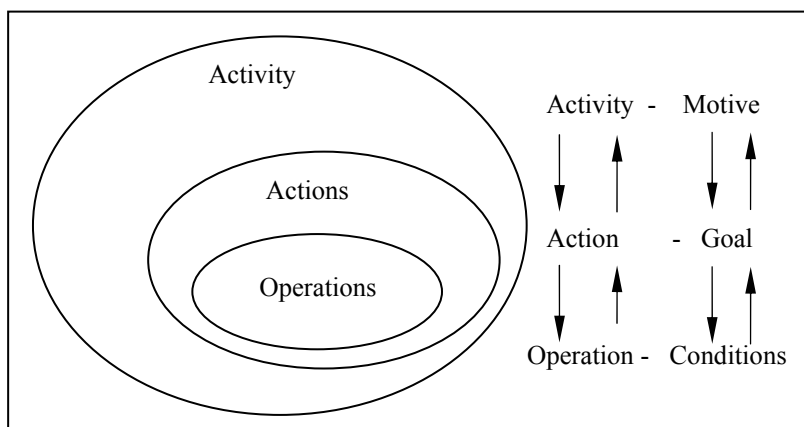 Activity
Actions
Operations
Activity - Motive
Action - Goal
Operation - Conditions